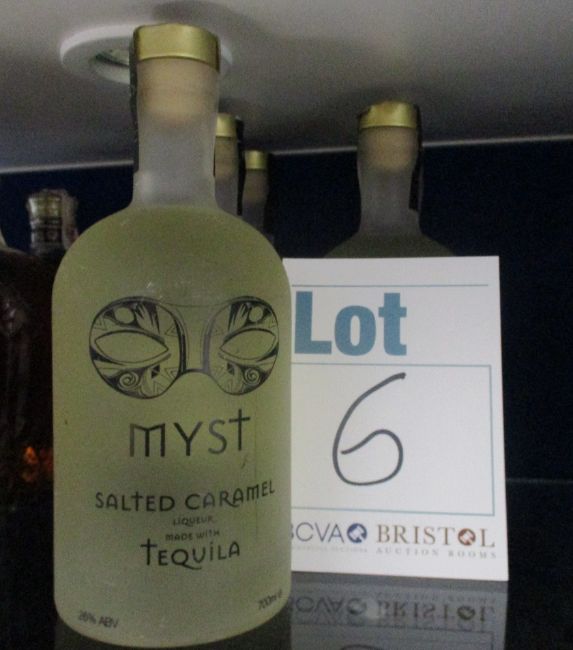 MYST
SALTED CARAMEL
LIQUEUR
MADE WITH
TEQUILA
26% ABV
700ml e
Lot
6
BCVA BRISTOL
AUCTION ROOMS